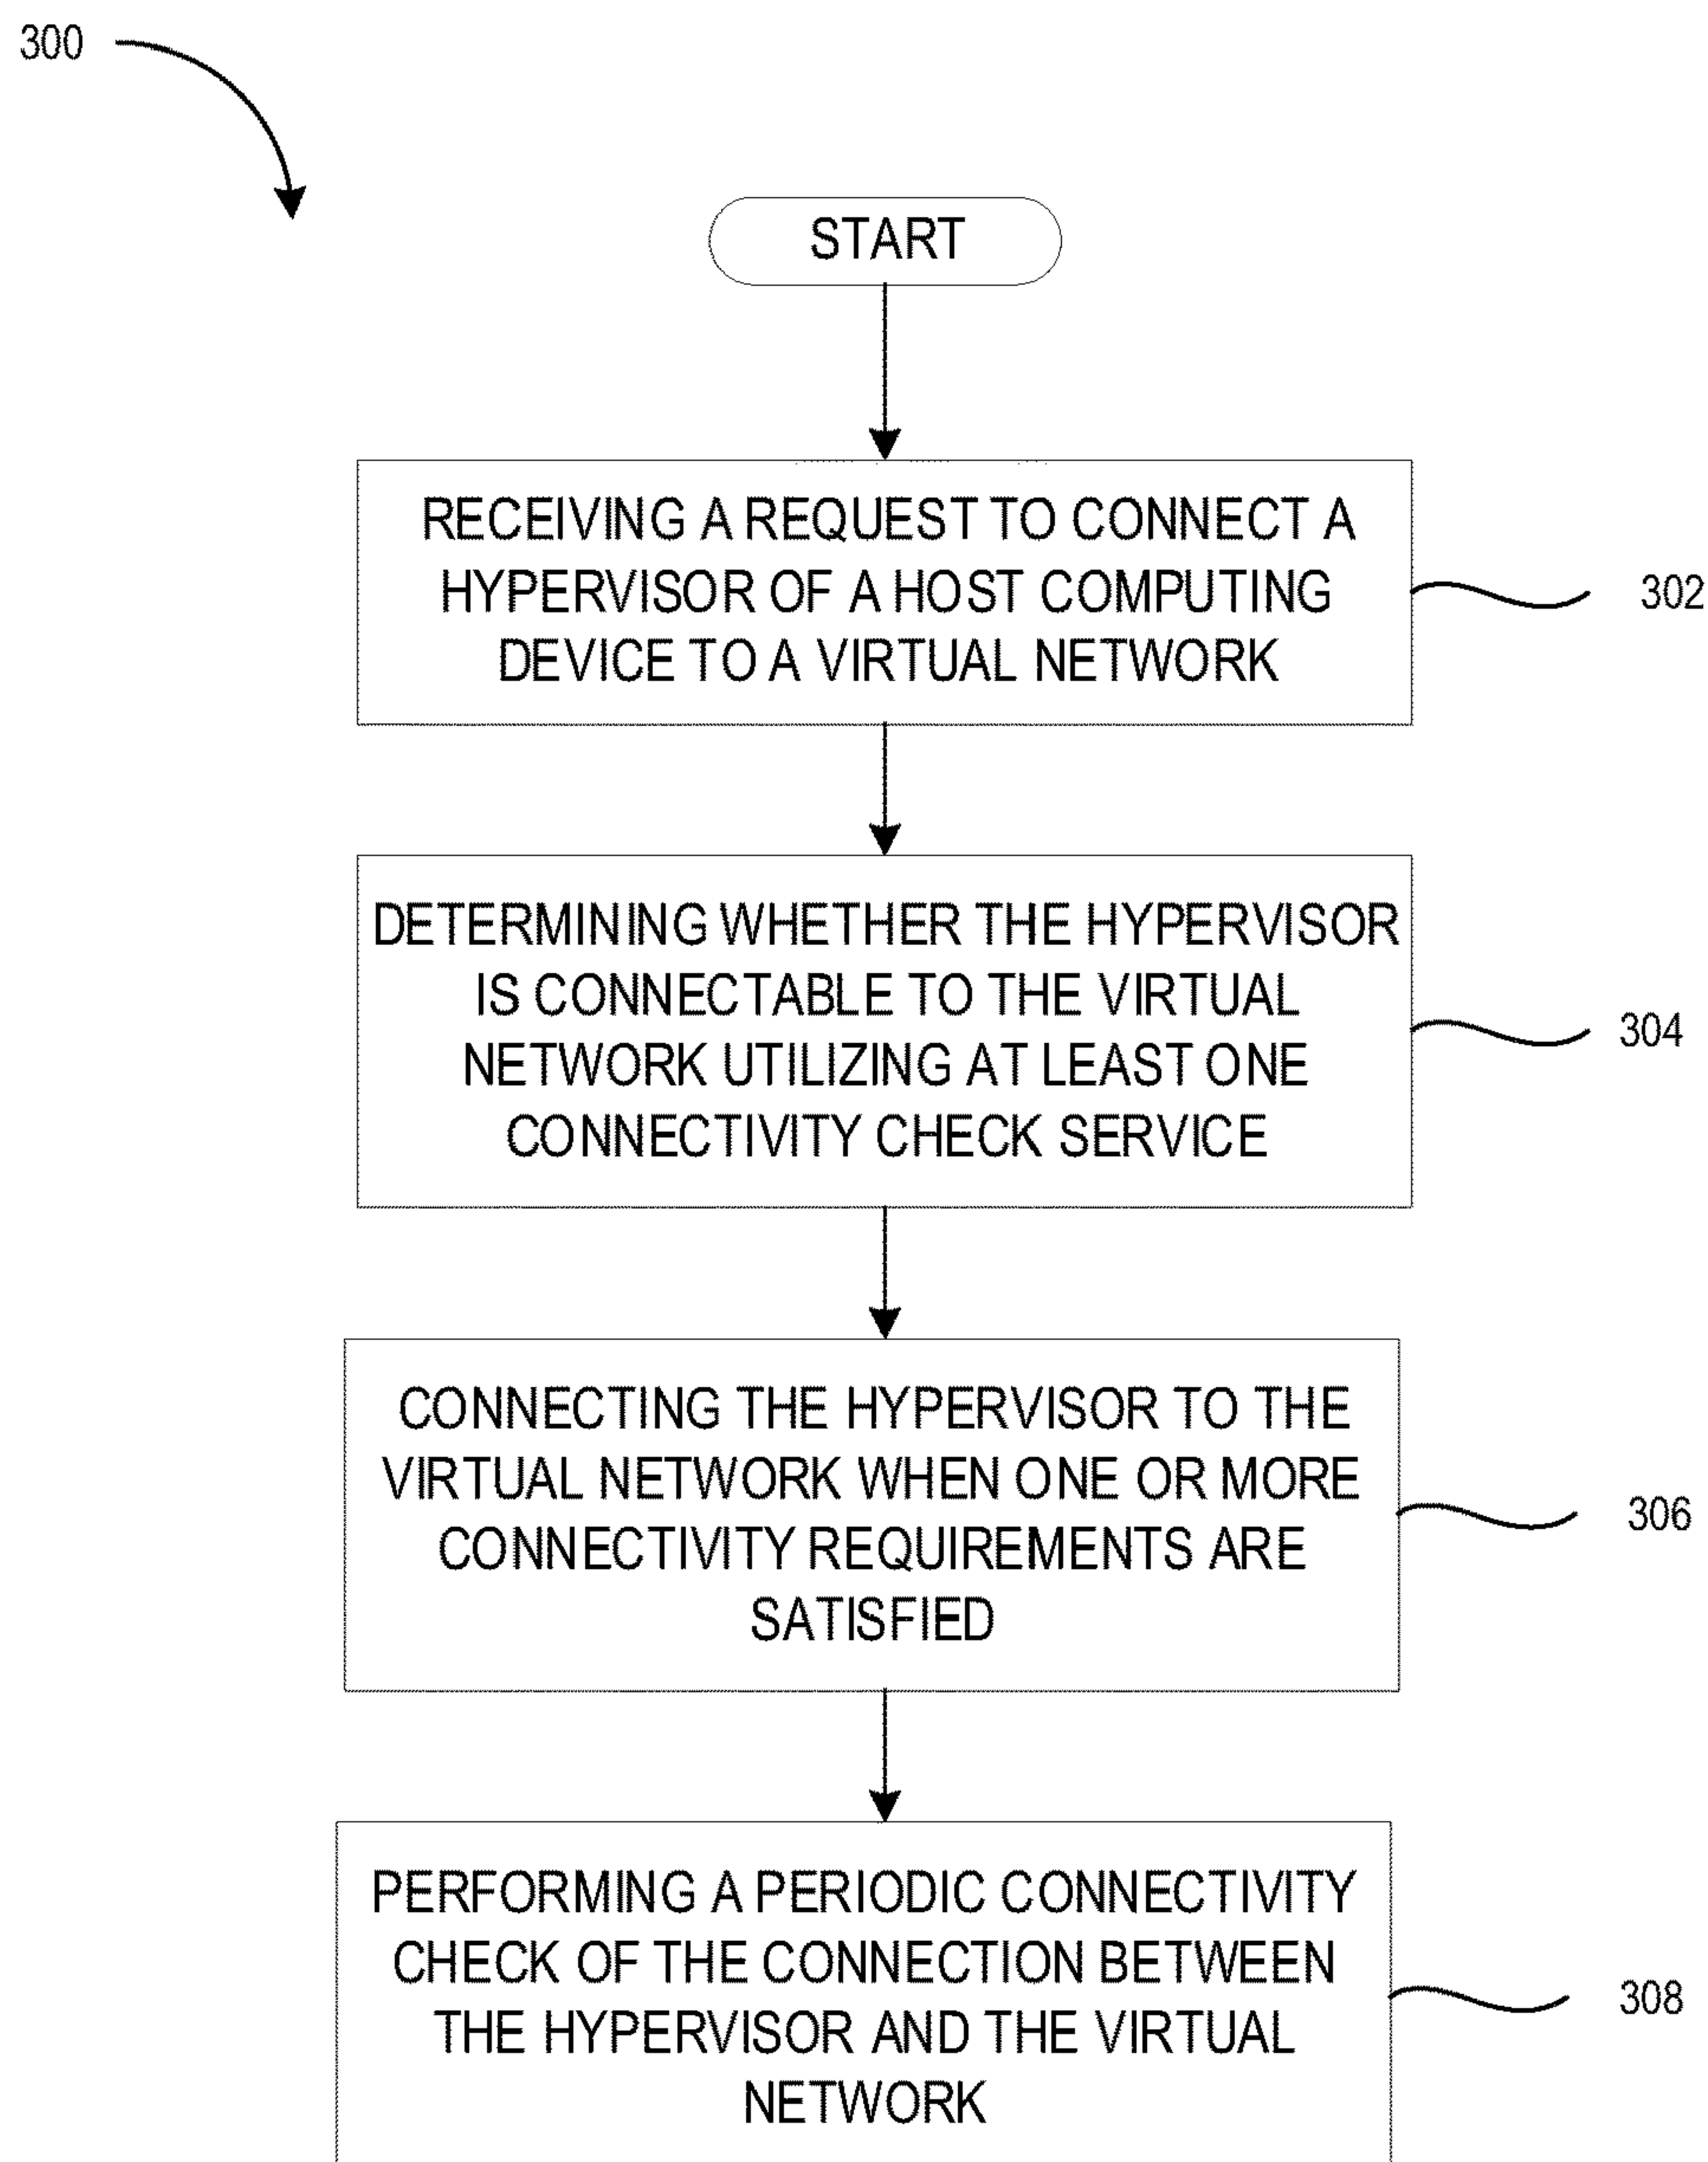 300
START
RECEIVING A REQUEST TO CONNECT A
HYPERVISOR OF A HOST COMPUTING
DEVICE TO A VIRTUAL NETWORK
302
DETERMINING WHETHER THE HYPERVISOR
IS CONNECTABLE TO THE VIRTUAL
NETWORK UTILIZING AT LEAST ONE
CONNECTIVITY CHECK SERVICE
304
CONNECTING THE HYPERVISOR TO THE
VIRTUAL NETWORK WHEN ONE OR MORE
CONNECTIVITY REQUIREMENTS ARE
SATISFIED
306
PERFORMING A PERIODIC CONNECTIVITY
CHECK OF THE CONNECTION BETWEEN
THE HYPERVISOR AND THE VIRTUAL
NETWORK
308